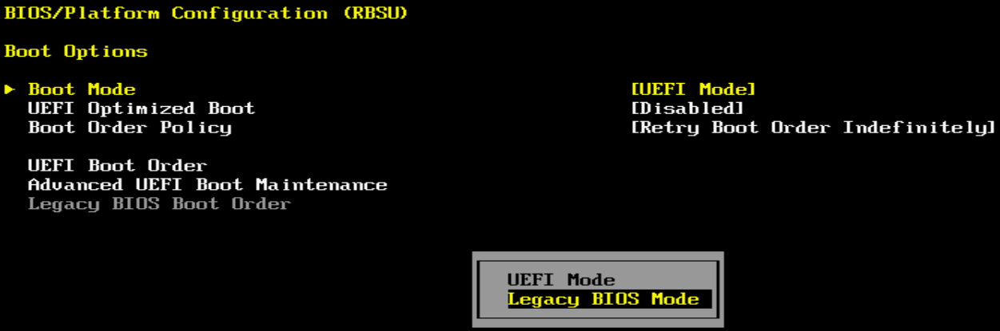 BIOS/Platform Configuration (RBSU)
Boot Options
Boot Mode [UEFI Mode]
UEFI Optimized Boot [Disabled]
Boot Order Policy [Retry Boot Order Indefinitely]
UEFI Boot Order
Advanced UEFI Boot Maintenance
Legacy BIOS Boot Order
UEFI Mode
Legacy BIOS Mode